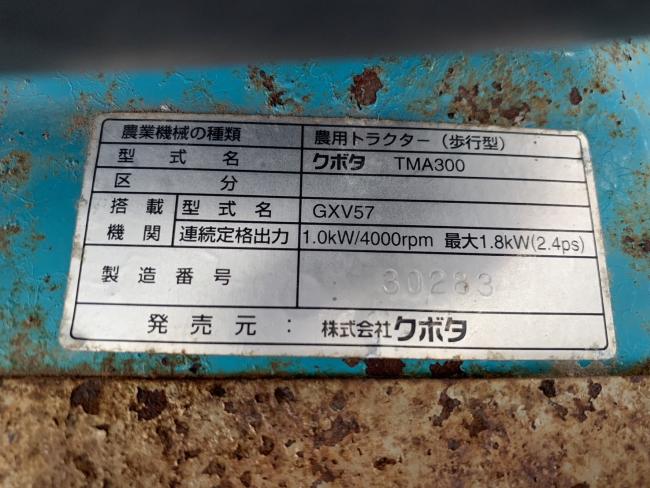 農業機械の種類 農用トラクター（歩行型）
型式名 クボタ TMA300
区分
搭載機関 型式名 GXV57
連続定格出力 1.0kW/4000rpm 最大1.8kW(2.4ps)
製造番号 30283
発売元： 株式会社クボタ